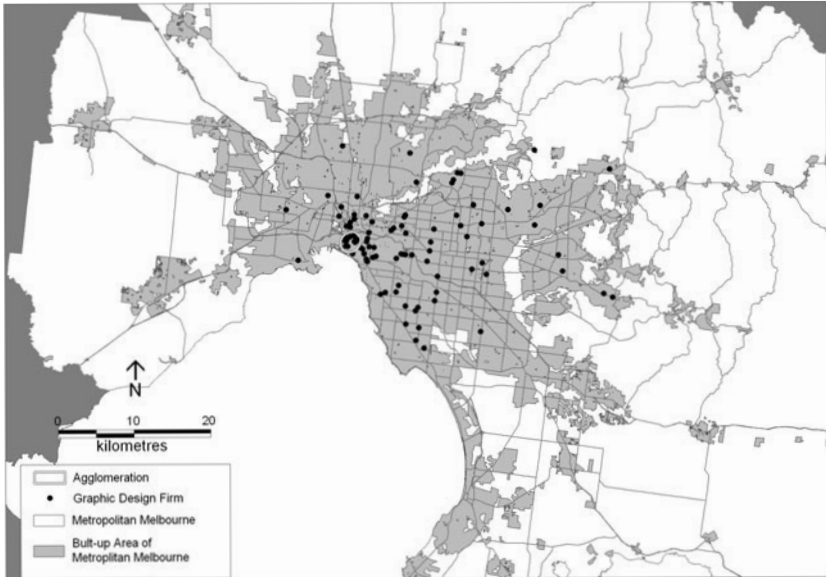 N
0 10 20
kilometres
Agglomeration
Graphic Design Firm
Metropolitan Melbourne
Bult-up Area of
Metroplitan Melbourne